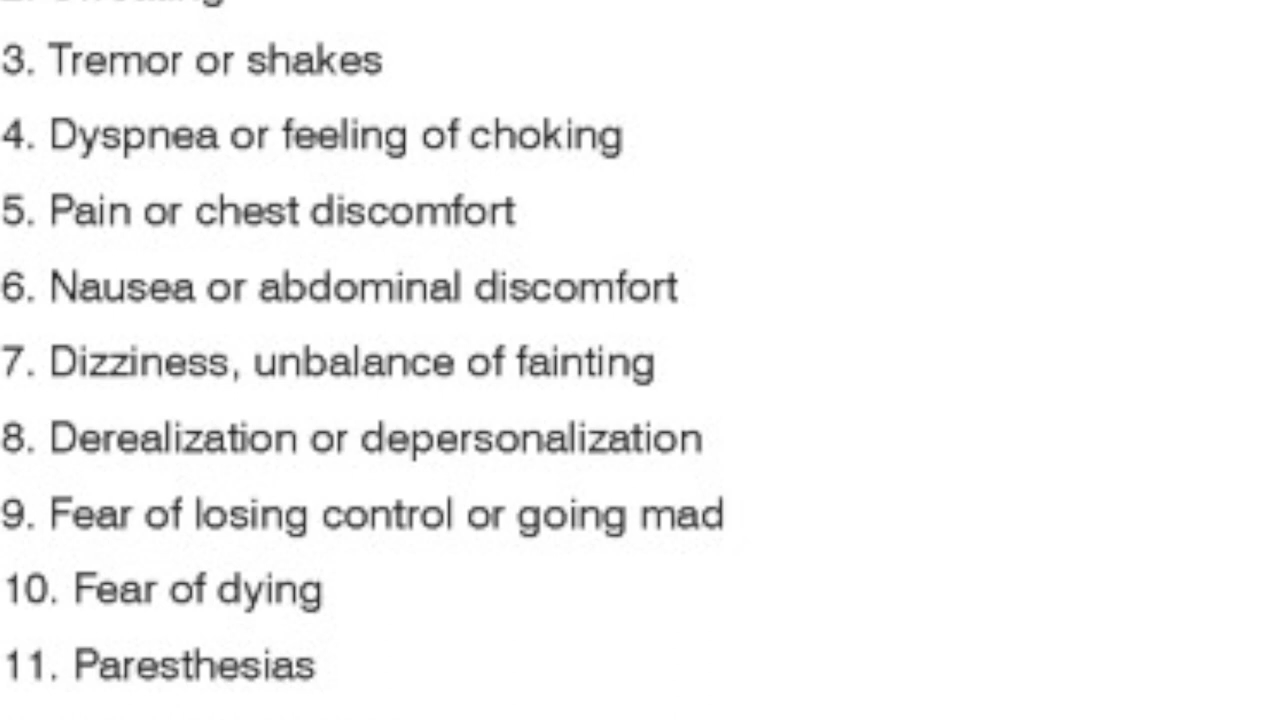 3. Tremor or shakes
4. Dyspnea or feeling of choking
5. Pain or chest discomfort
6. Nausea or abdominal discomfort
7. Dizziness, unbalance of fainting
8. Derealization or depersonalization
9. Fear of losing control or going mad
10. Fear of dying
11. Paresthesias